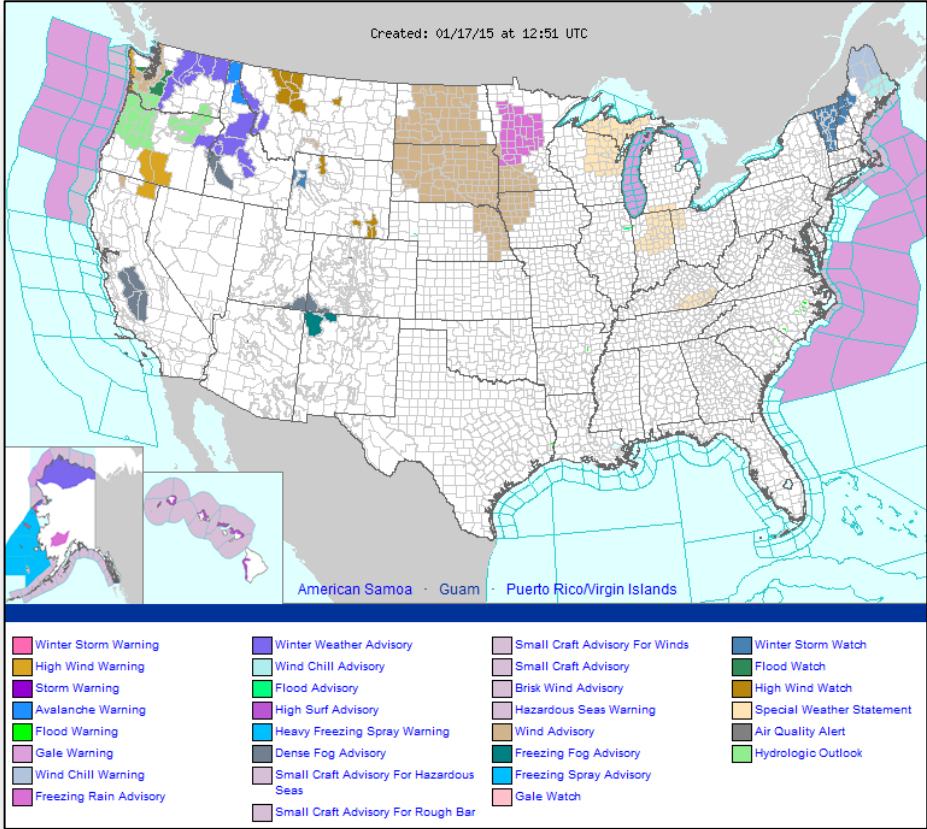 Created: 01/17/15 at 12:51 UTC
American Samoa · Guam · Puerto Rico/Virgin Islands
Winter Storm Warning
High Wind Warning
Storm Warning
Avalanche Warning
Flood Warning
Gale Warning
Wind Chill Warning
Freezing Rain Advisory
Winter Weather Advisory
Wind Chill Advisory
Flood Advisory
High Surf Advisory
Heavy Freezing Spray Warning
Dense Fog Advisory
Small Craft Advisory For Hazardous
Seas
Small Craft Advisory For Rough Bar
Small Craft Advisory For Winds
Small Craft Advisory
Brisk Wind Advisory
Hazardous Seas Warning
Wind Advisory
Freezing Fog Advisory
Freezing Spray Advisory
Gale Watch
Winter Storm Watch
Flood Watch
High Wind Watch
Special Weather Statement
Air Quality Alert
Hydrologic Outlook